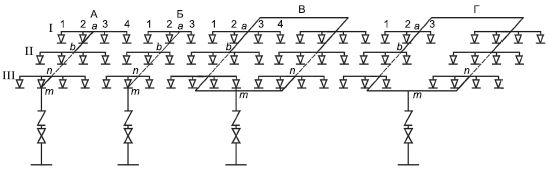 А Б В Г
I 1 2 a 3 4 1 2 a 3 1 2 a 3 4 1 2 a 3
II b b b b
III n n n n
m m m m